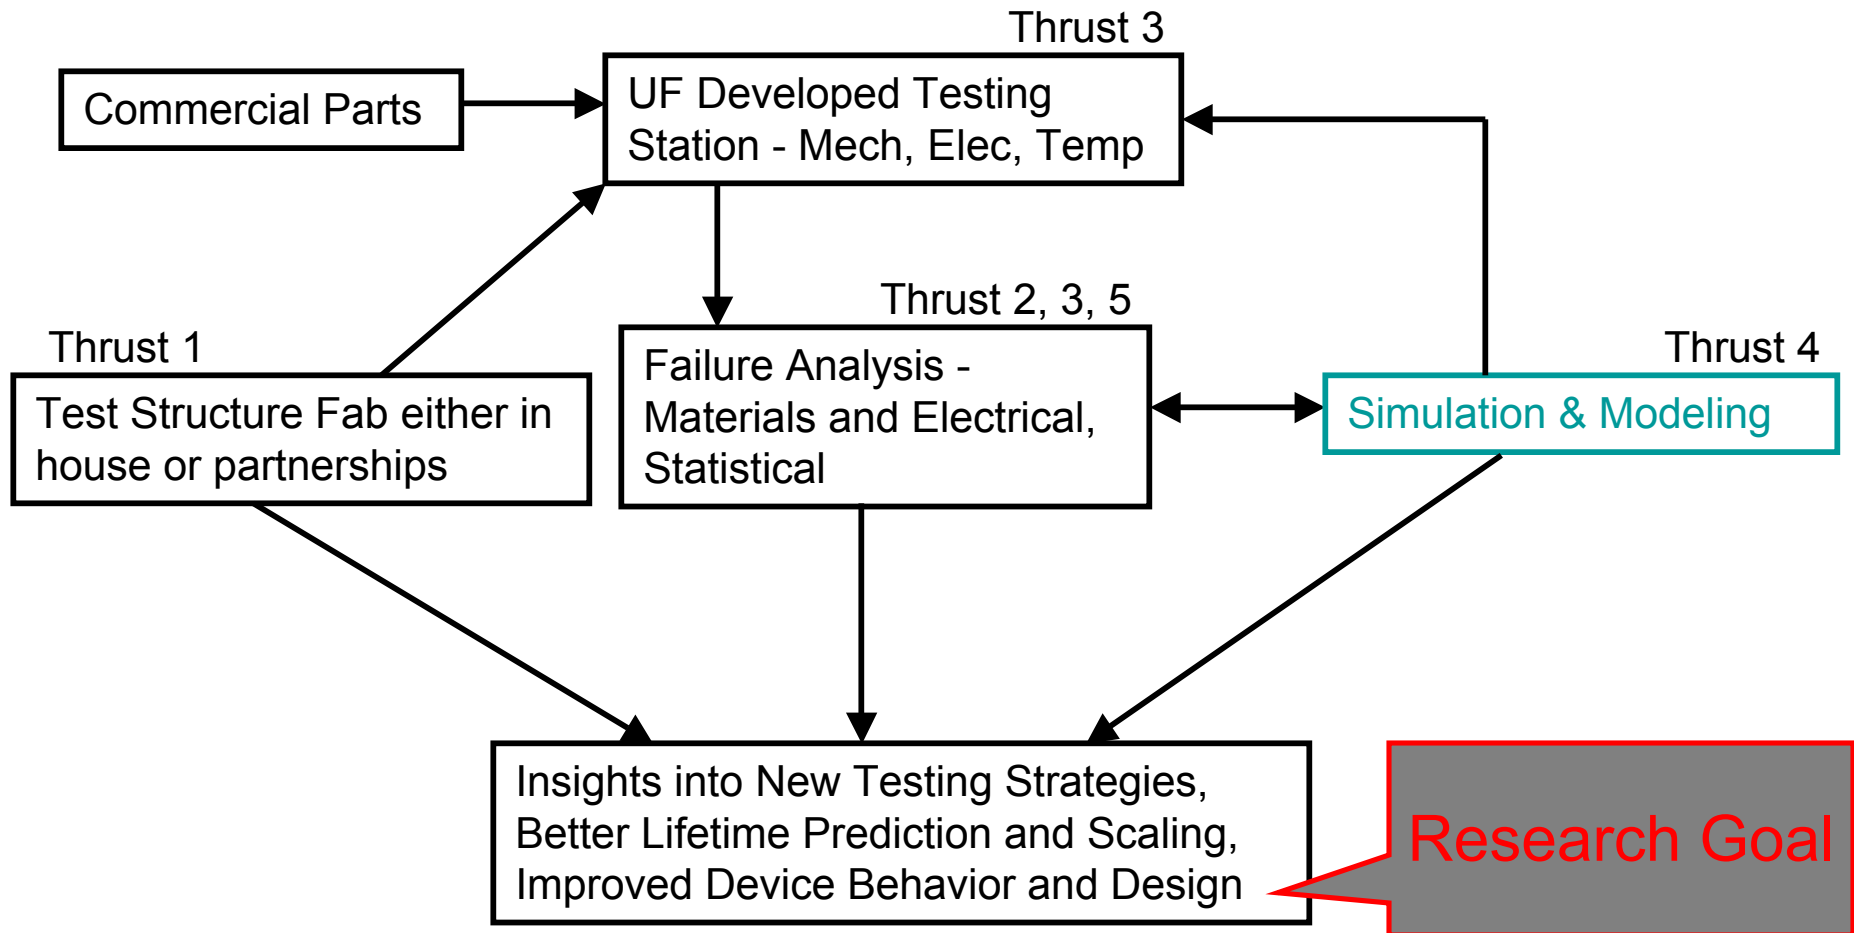 Thrust 3
Commercial Parts
UF Developed Testing
Station - Mech, Elec, Temp
Thrust 2, 3, 5
Thrust 1
Thrust 4
Failure Analysis -
Materials and Electrical,
Statistical
Test Structure Fab either in
house or partnerships
Simulation & Modeling
Insights into New Testing Strategies,
Better Lifetime Prediction and Scaling,
Improved Device Behavior and Design
Research Goal